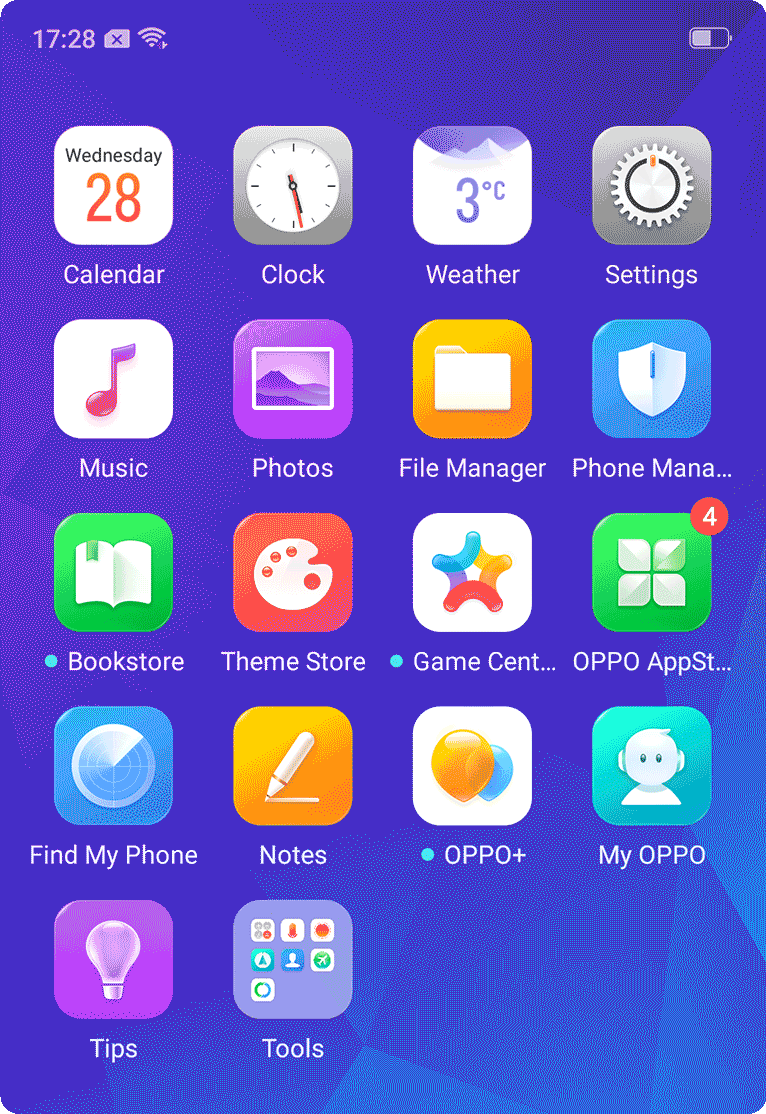 17:28
Wednesday
28
3°C
Calendar
Clock
Weather
Settings
Music
Photos
File Manager
Phone Mana...
4
Bookstore
Theme Store
Game Cent...
OPPO AppSt...
Find My Phone
Notes
OPPO+
My OPPO
Tips
Tools